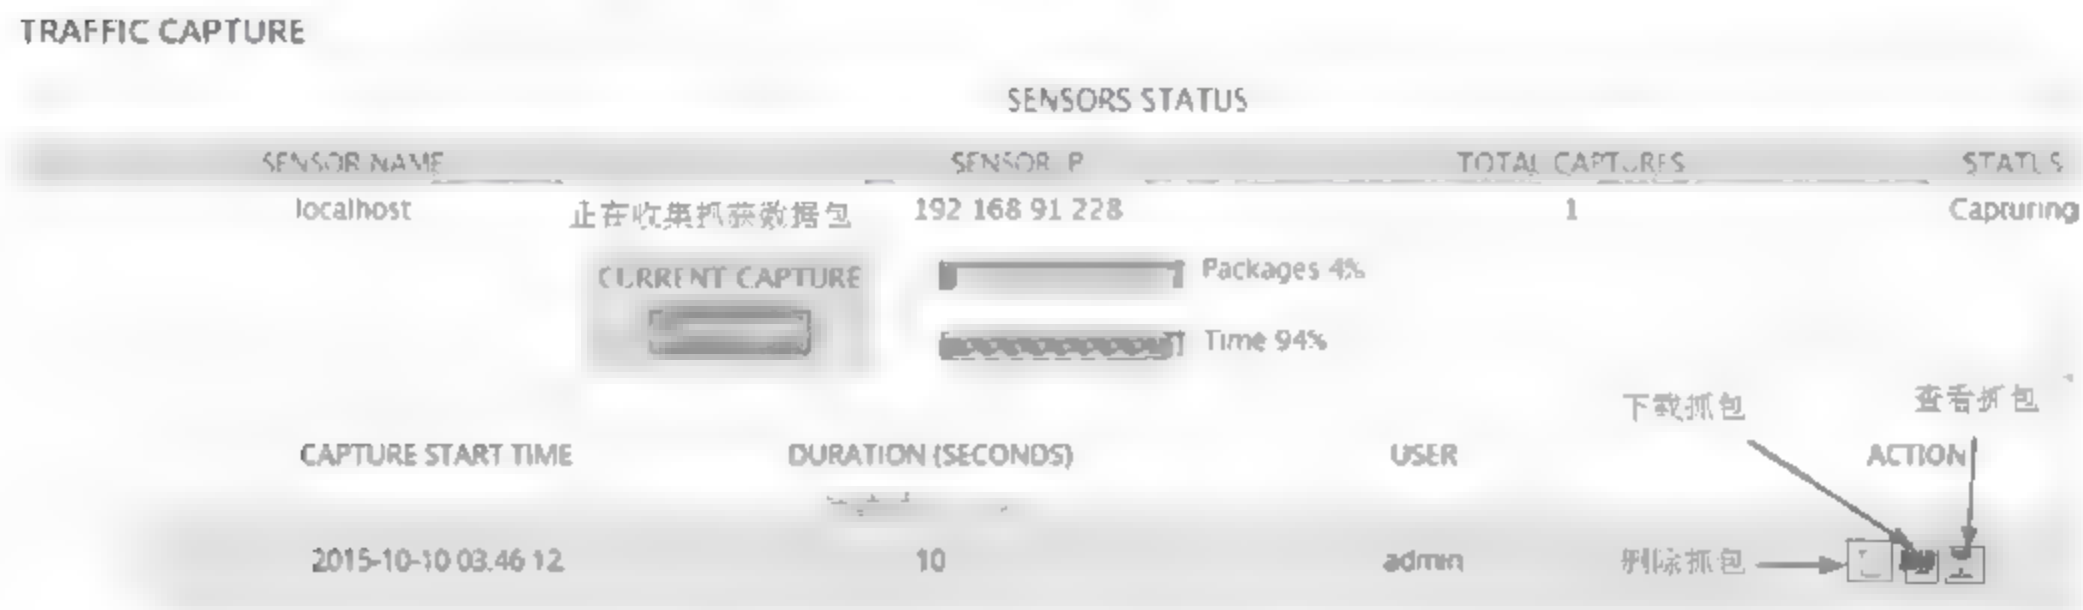 TRAFFIC CAPTURE
SENSORS STATUS
SENSOR NAME SENSOR IP TOTAL CAPTURES STATUS
localhost 正在收集抓获数据包 192 168 91 228 1 Capturing
CURRENT CAPTURE Packages 4%
Time 94%
下载抓包 查看抓包
CAPTURE START TIME DURATION (SECONDS) USER ACTION
2015-10-10 03.46 12 10 admin 删除抓包